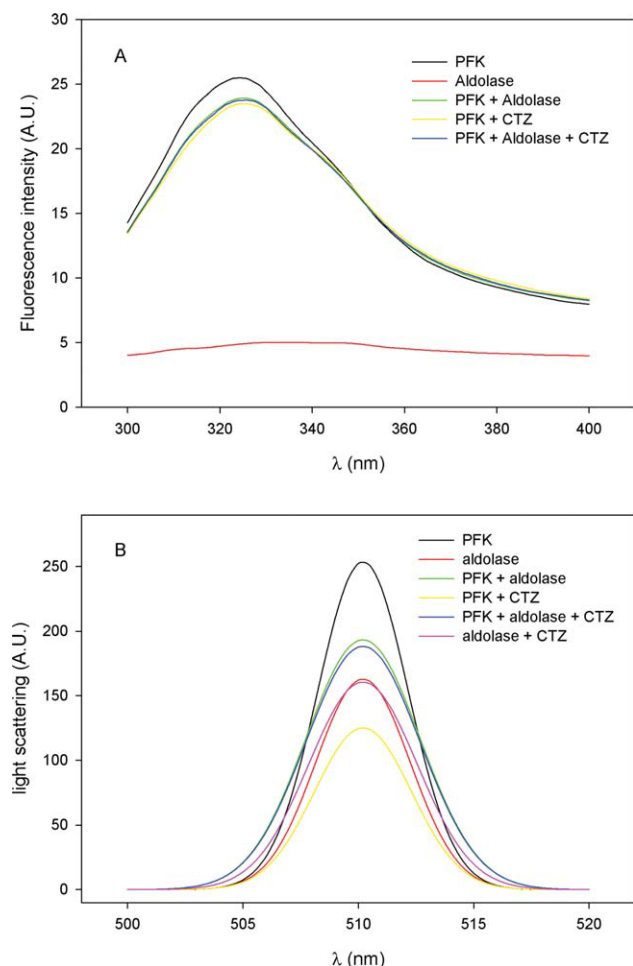 A
PFK
Aldolase
PFK + Aldolase
PFK + CTZ
PFK + Aldolase + CTZ
Fluorescence intensity (A.U.)
30
25
20
15
10
5
0
300 320 340 360 380 400
λ (nm)
B
PFK
aldolase
PFK + aldolase
PFK + CTZ
PFK + aldolase + CTZ
aldolase + CTZ
light scattering (A.U.)
250
200
150
100
50
0
500 505 510 515 520
λ (nm)